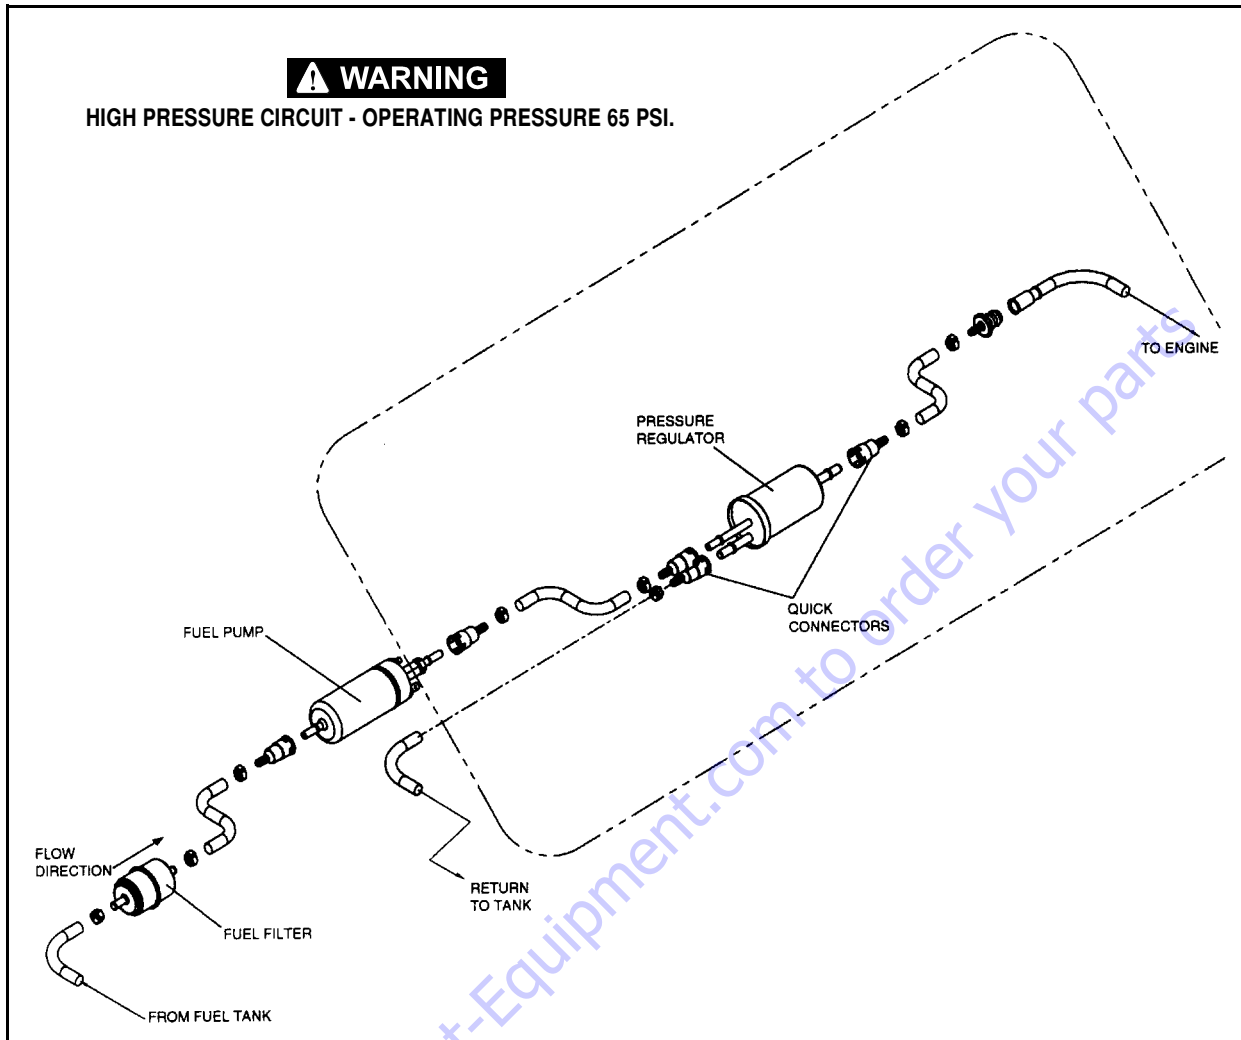 WARNING
HIGH PRESSURE CIRCUIT - OPERATING PRESSURE 65 PSI.
TO ENGINE
PRESSURE
REGULATOR
QUICK
CONNECTORS
FUEL PUMP
FLOW
DIRECTION
RETURN
TO TANK
FUEL FILTER
FROM FUEL TANK
t-Equipment.com to order your parts